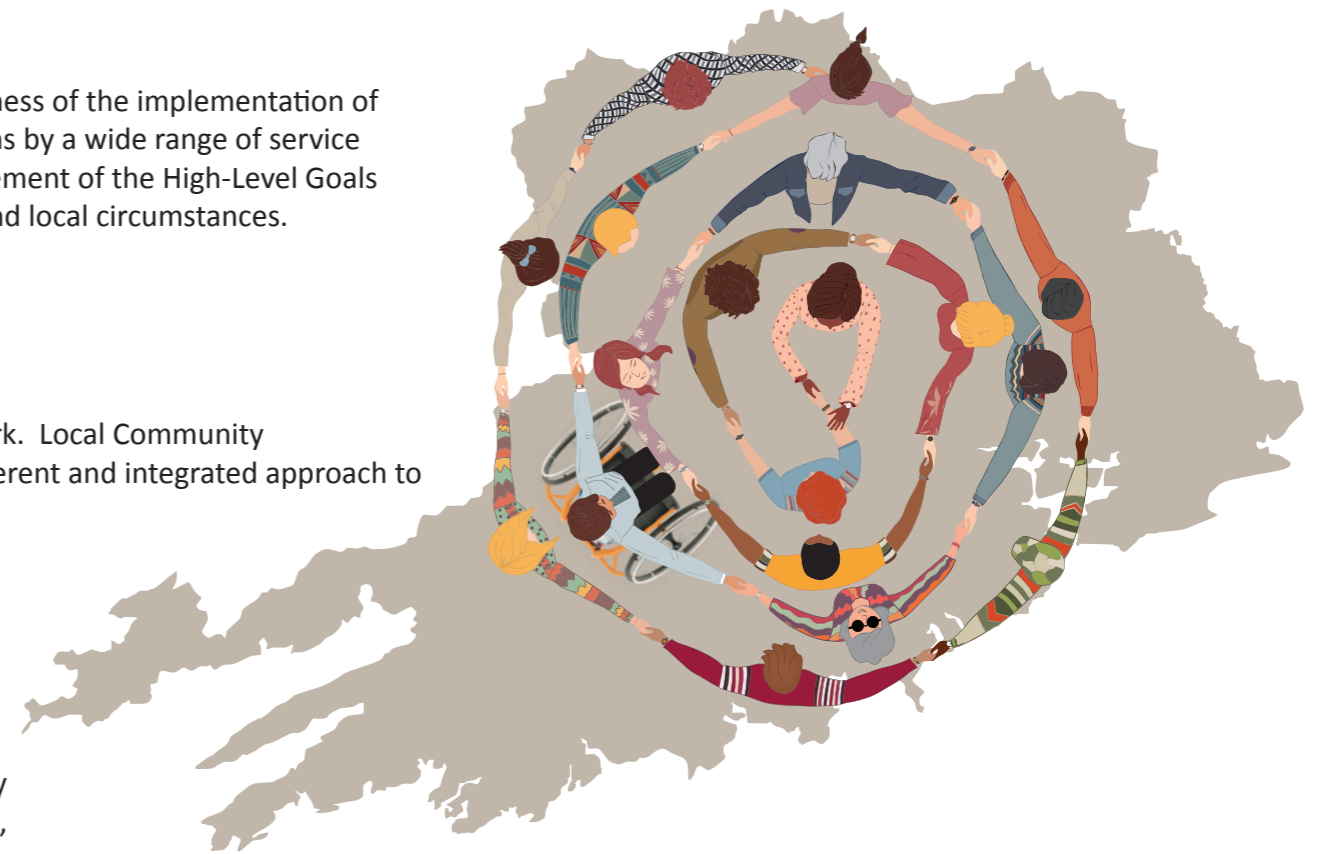 ness of the implementation of
ns by a wide range of service
ement of the High-Level Goals
nd local circumstances.
rk.  Local Community
erent and integrated approach to
y
,